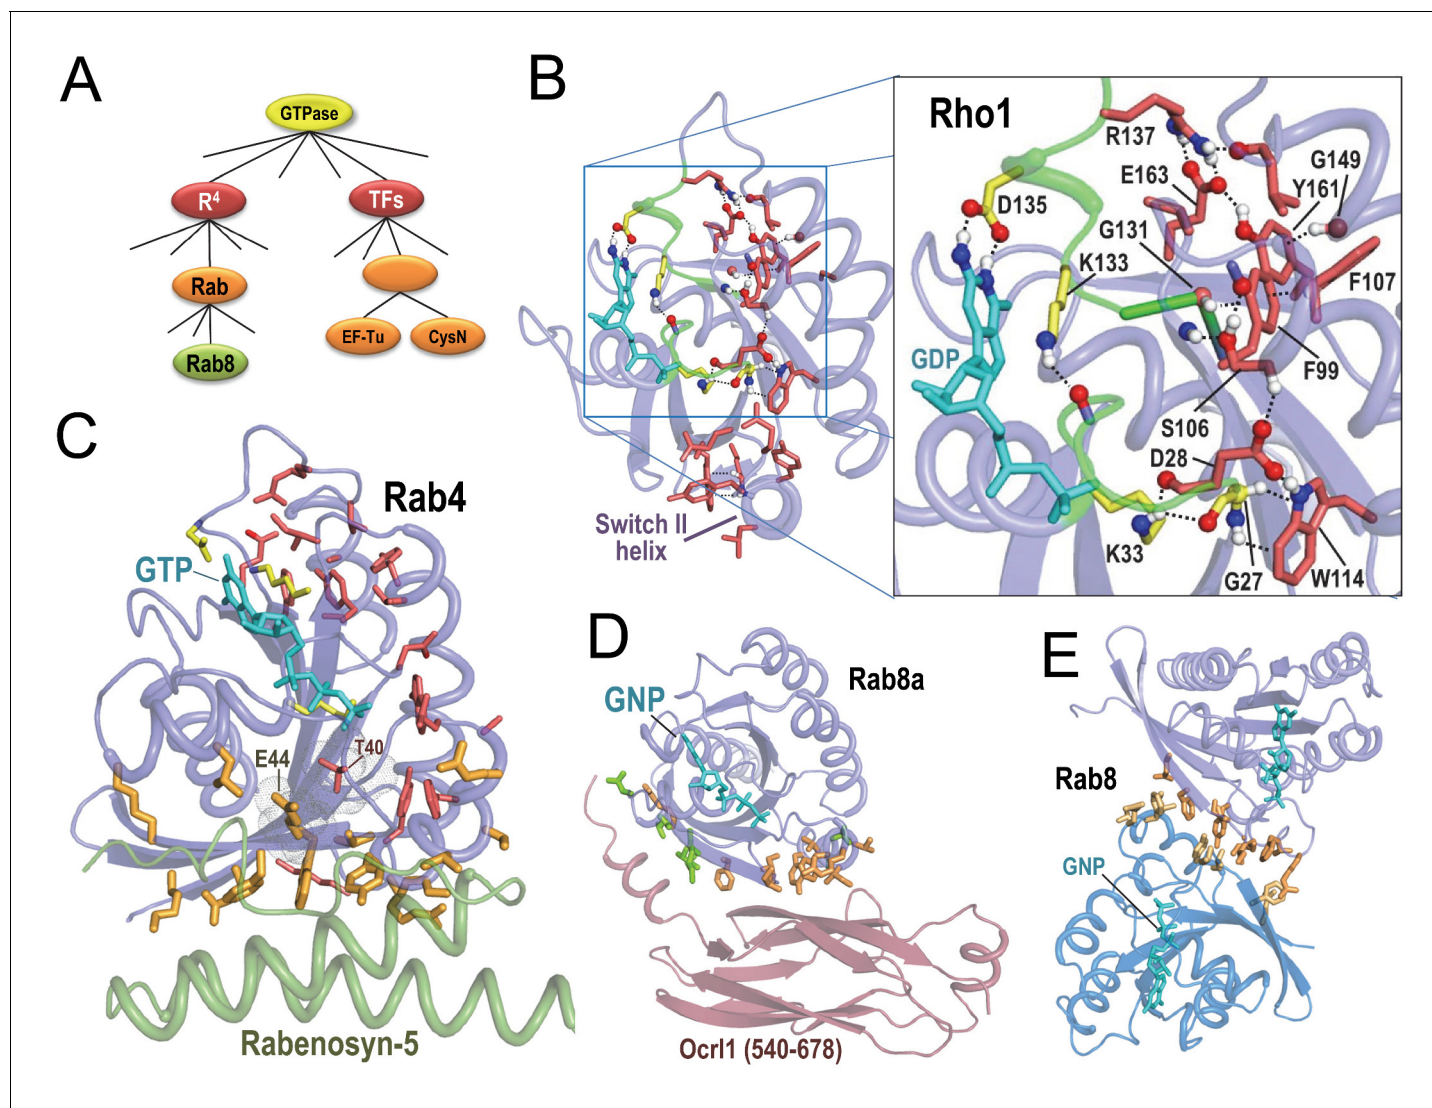 A
GTPase
R⁴
TFs
Rab
EF-Tu
CysN
Rab8
B
Switch II
helix
Rho1
R137
E163
G149
Y161
D135
G131
K133
F107
GDP
F99
S106
D28
K33
G27
W114
C
Rab4
GTP
E44
T40
Rabenosyn-5
D
Rab8a
GNP
Ocrl1 (540-678)
E
Rab8
GNP